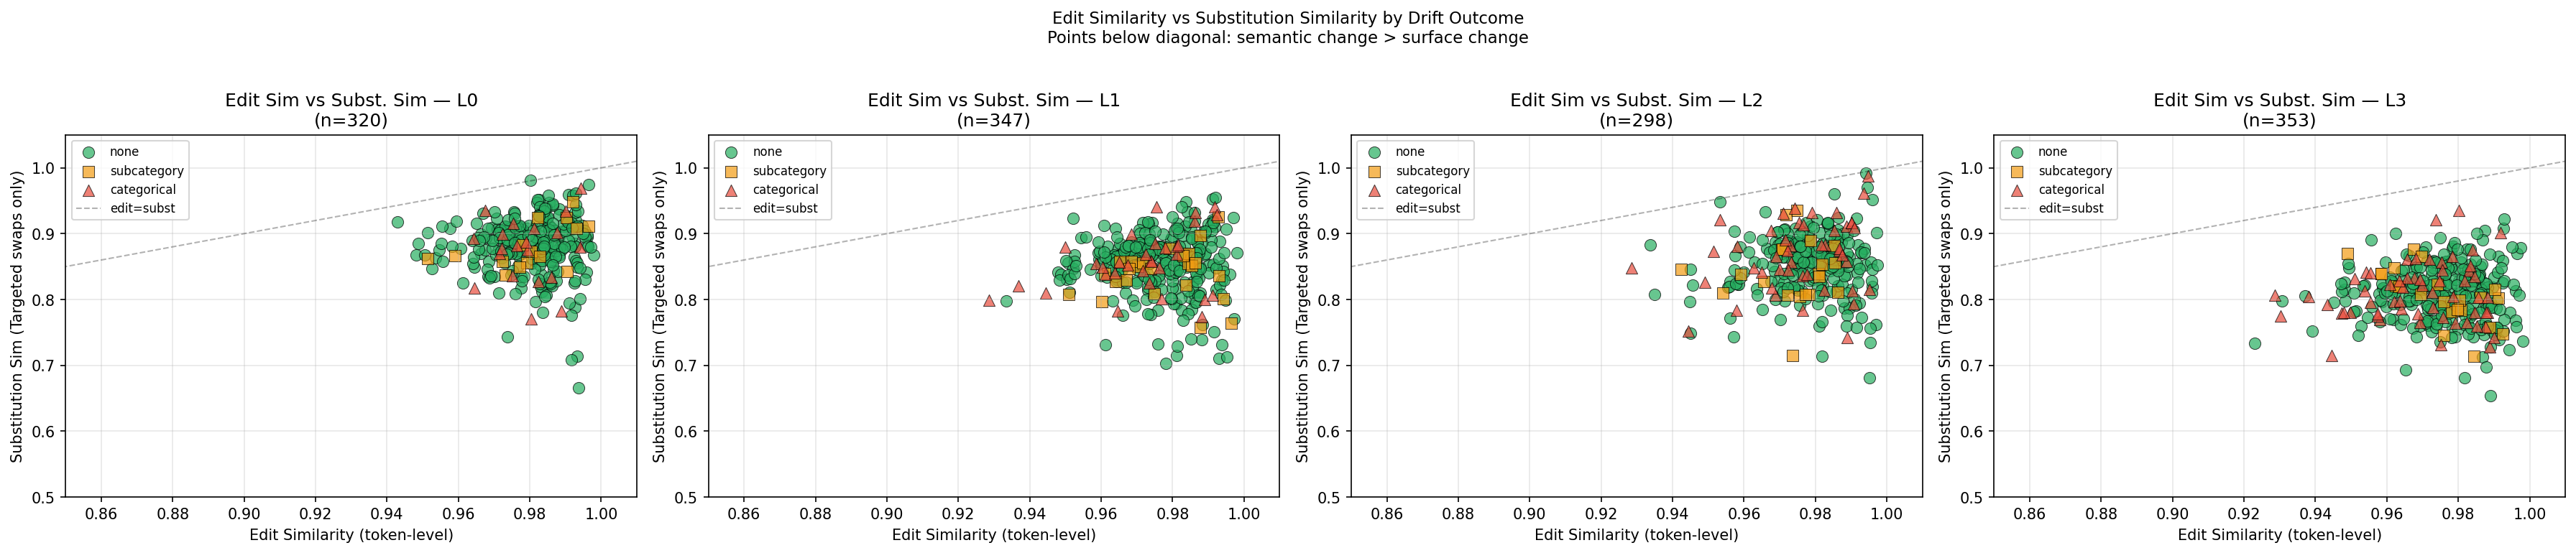 Edit Similarity vs Substitution Similarity by Drift Outcome
Points below diagonal: semantic change > surface change
Edit Sim vs Subst. Sim — L0
(n=320)
Substitution Sim (Targeted swaps only)
1.0
0.9
0.8
0.7
0.6
0.5
none
subcategory
categorical
edit=subst
0.86 0.88 0.90 0.92 0.94 0.96 0.98 1.00
Edit Similarity (token-level)
Edit Sim vs Subst. Sim — L1
(n=347)
Substitution Sim (Targeted swaps only)
1.0
0.9
0.8
0.7
0.6
0.5
none
subcategory
categorical
edit=subst
0.86 0.88 0.90 0.92 0.94 0.96 0.98 1.00
Edit Similarity (token-level)
Edit Sim vs Subst. Sim — L2
(n=298)
Substitution Sim (Targeted swaps only)
1.0
0.9
0.8
0.7
0.6
0.5
none
subcategory
categorical
edit=subst
0.86 0.88 0.90 0.92 0.94 0.96 0.98 1.00
Edit Similarity (token-level)
Edit Sim vs Subst. Sim — L3
(n=353)
Substitution Sim (Targeted swaps only)
1.0
0.9
0.8
0.7
0.6
0.5
none
subcategory
categorical
edit=subst
0.86 0.88 0.90 0.92 0.94 0.96 0.98 1.00
Edit Similarity (token-level)